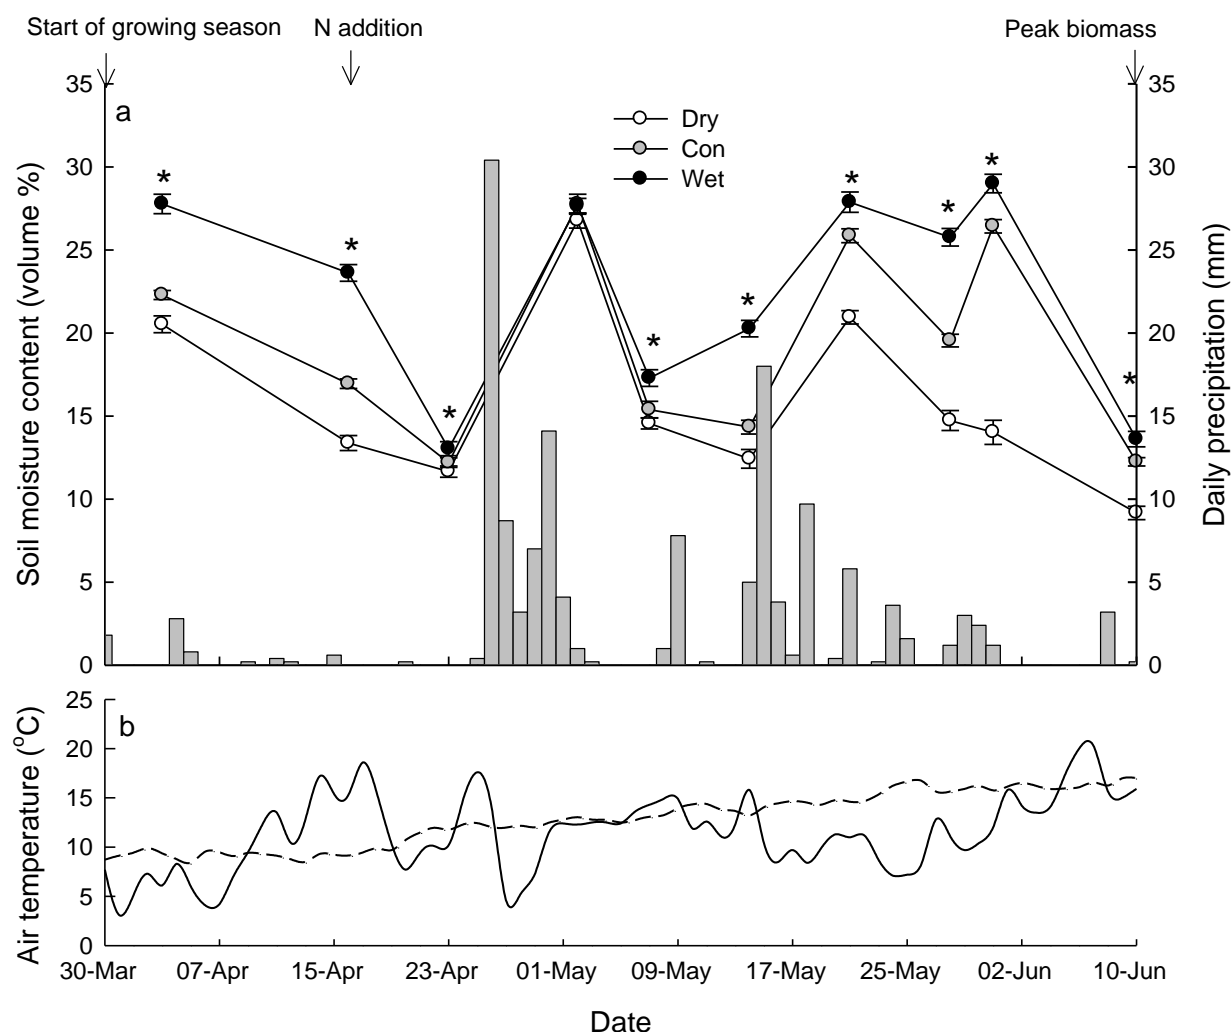 Start of growing season N addition Peak biomass
35 35
a
Dry
Con
Wet
30 30
25 25
20 20
15 15
10 10
5 5
0 0
* * * * * * * * *
Soil moisture content (volume %)
Daily precipitation (mm)
b
25
20
15
10
5
0
Air temperature (°C)
30-Mar 07-Apr 15-Apr 23-Apr 01-May 09-May 17-May 25-May 02-Jun 10-Jun
Date